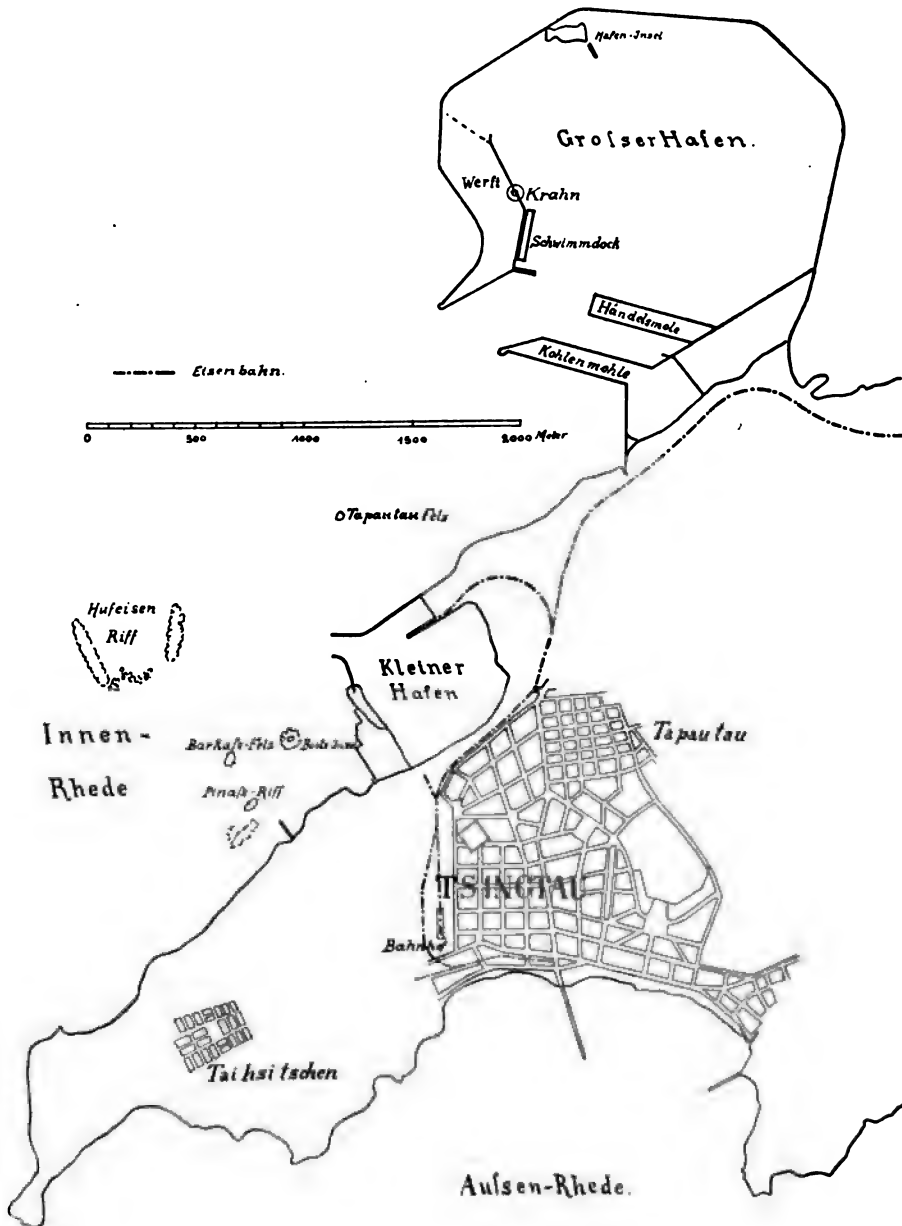 Hafen-Insel
Grosser Hafen.
Werft
Krahn
Schwimmdock
Handelsmole
Kohlenmohle
Eisenbahn.
0 500 1000 1500 2000 Meter
Tapautau Fels
Hufeisen
Riff
Kleiner
Hafen
Innen-
Rhede
Barkaß-Fels
Pinaß-Riff
Tapautau
TSINGTAU
Bahnhof
Taihsitschen
Aufsen-Rhede.